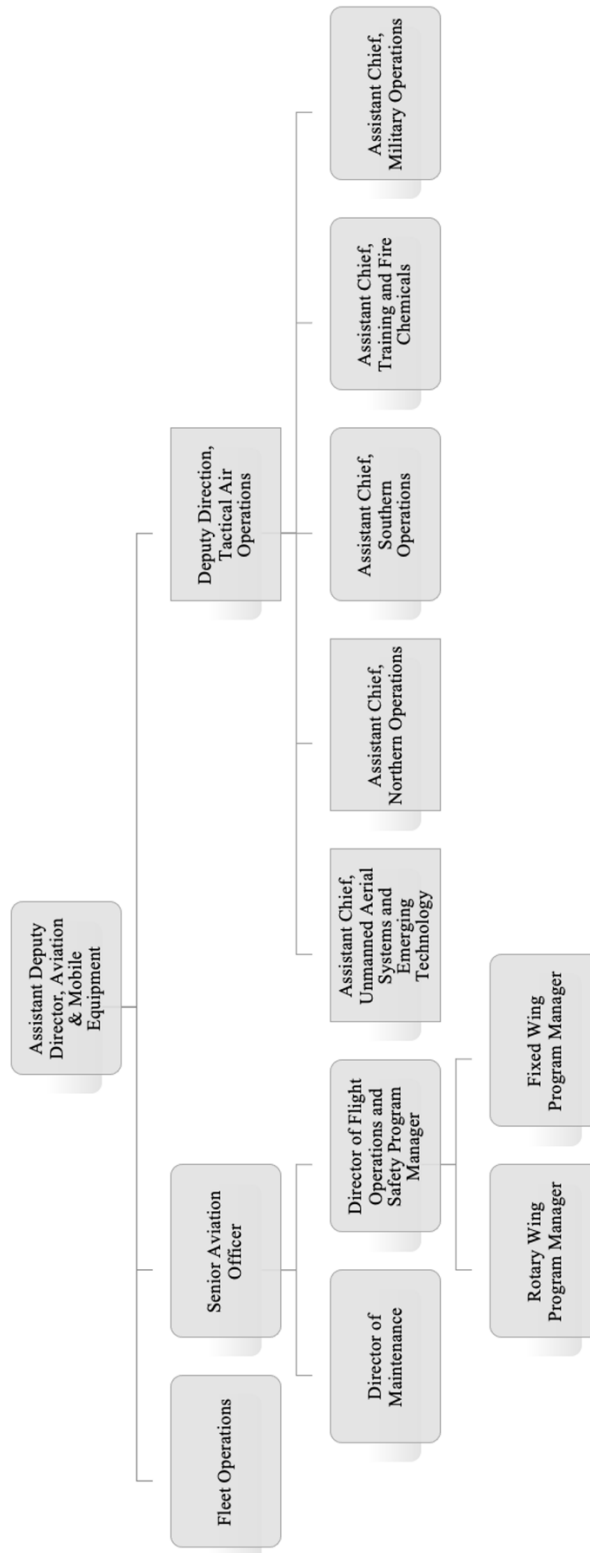 Assistant Deputy
Director, Aviation
& Mobile
Equipment
Fleet Operations
Senior Aviation
Officer
Deputy Direction,
Tactical Air
Operations
Director of
Maintenance
Director of Flight
Operations and
Safety Program
Manager
Assistant Chief,
Unmanned Aerial
Systems and
Emerging
Technology
Assistant Chief,
Northern Operations
Assistant Chief,
Southern
Operations
Assistant Chief,
Training and Fire
Chemicals
Assistant Chief,
Military Operations
Rotary Wing
Program Manager
Fixed Wing
Program Manager